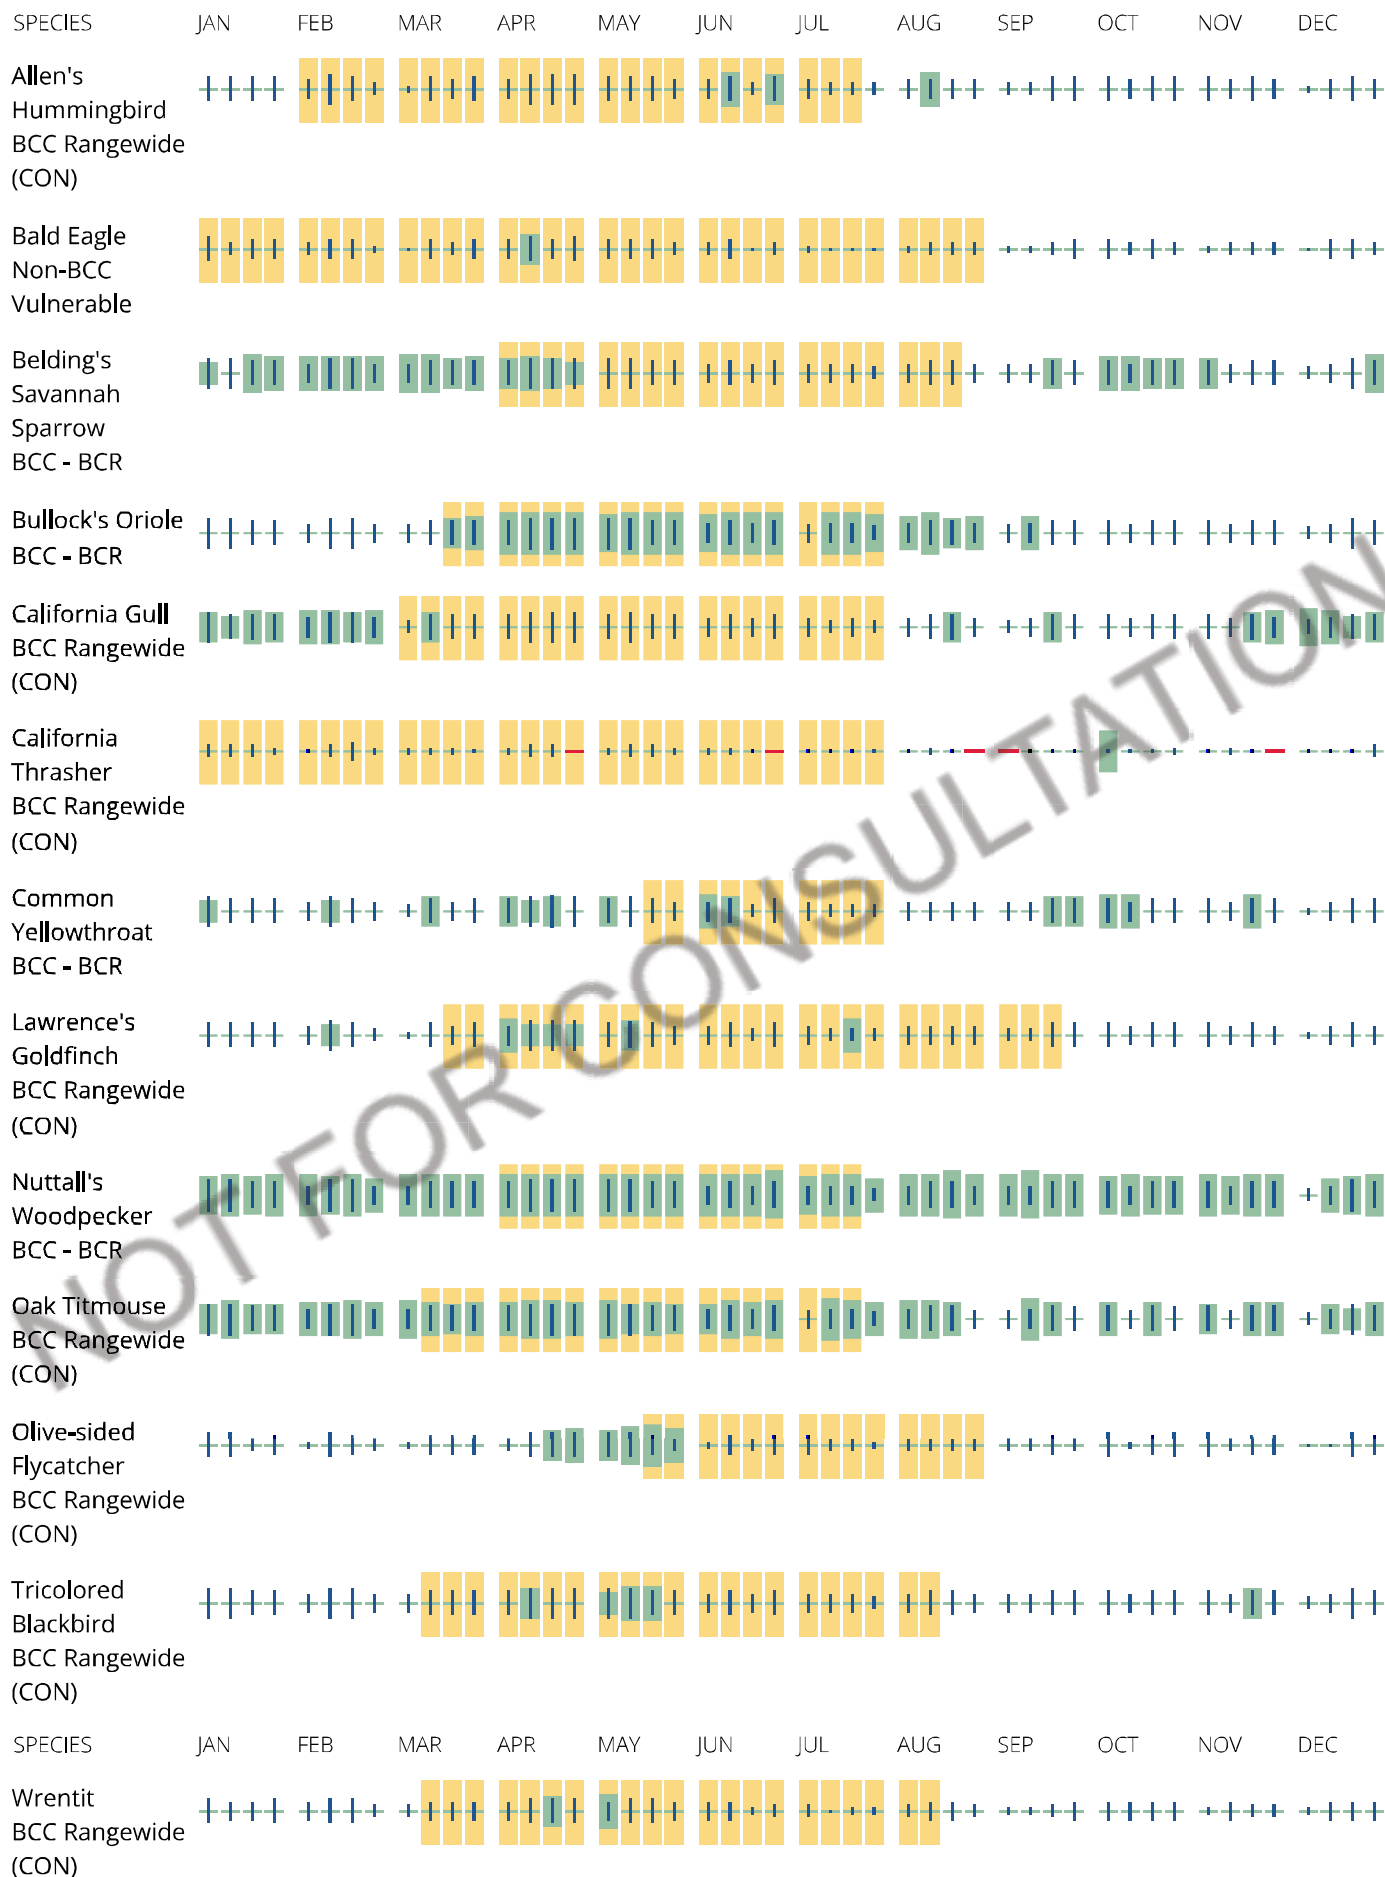 SPECIES JAN FEB MAR APR MAY JUN JUL AUG SEP OCT NOV DEC
Allen's
Hummingbird
BCC Rangewide
(CON)
Bald Eagle
Non-BCC
Vulnerable
Belding's
Savannah
Sparrow
BCC - BCR
Bullock's Oriole
BCC - BCR
California Gull
BCC Rangewide
(CON)
California
Thrasher
BCC Rangewide
(CON)
Common
Yellowthroat
BCC - BCR
Lawrence's
Goldfinch
BCC Rangewide
(CON)
Nuttall's
Woodpecker
BCC - BCR
Oak Titmouse
BCC Rangewide
(CON)
Olive-sided
Flycatcher
BCC Rangewide
(CON)
Tricolored
Blackbird
BCC Rangewide
(CON)
SPECIES JAN FEB MAR APR MAY JUN JUL AUG SEP OCT NOV DEC
Wrentit
BCC Rangewide
(CON)
NOT FOR CONSULTATION